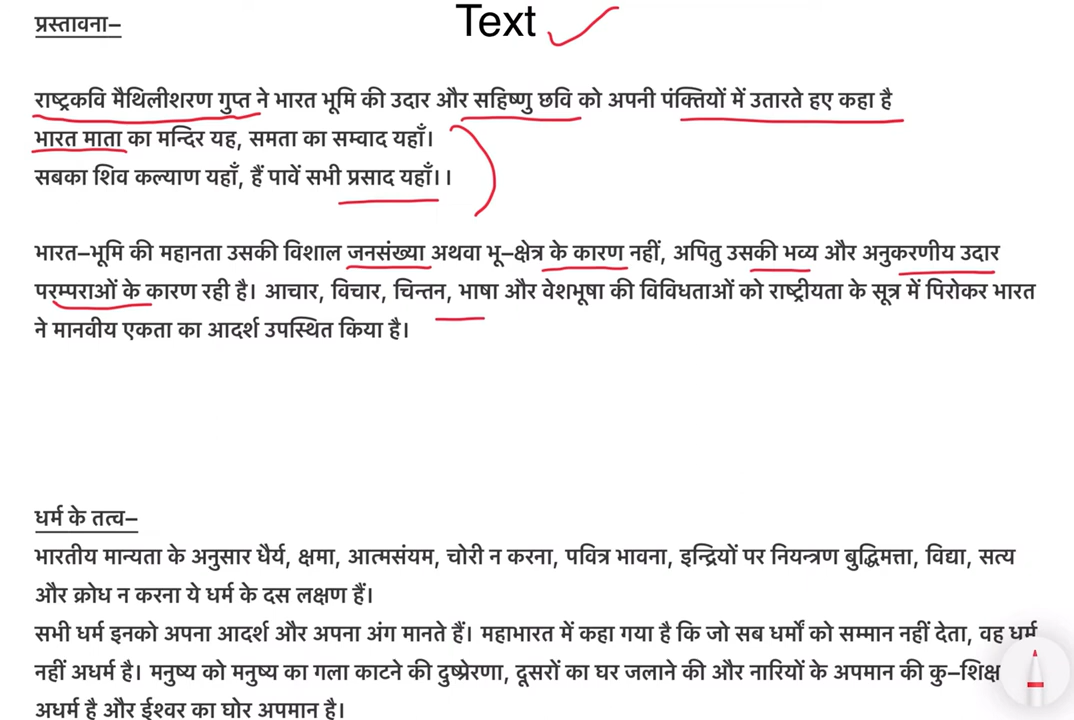 Text
प्रस्तावना–
राष्ट्रकवि मैथिलीशरण गुप्त ने भारत भूमि की उदार और सहिष्णु छवि को अपनी पंक्तियों में उतारते हए कहा है
भारत माता का मन्दिर यह, समता का सम्वाद यहाँ।
सबका शिव कल्याण यहाँ, हैं पावें सभी प्रसाद यहाँ।।
भारत–भूमि की महानता उसकी विशाल जनसंख्या अथवा भू–क्षेत्र के कारण नहीं, अपितु उसकी भव्य और अनुकरणीय उदार
परम्पराओं के कारण रही है। आचार, विचार, चिन्तन, भाषा और वेशभूषा की विविधताओं को राष्ट्रीयता के सूत्र में पिरोकर भारत
ने मानवीय एकता का आदर्श उपस्थित किया है।
धर्म के तत्व–
भारतीय मान्यता के अनुसार धैर्य, क्षमा, आत्मसंयम, चोरी न करना, पवित्र भावना, इन्द्रियों पर नियन्त्रण बुद्धिमत्ता, विद्या, सत्य
और क्रोध न करना ये धर्म के दस लक्षण हैं।
सभी धर्म इनको अपना आदर्श और अपना अंग मानते हैं। महाभारत में कहा गया है कि जो सब धर्मों को सम्मान नहीं देता, वह धर्म
नहीं अधर्म है। मनुष्य को मनुष्य का गला काटने की दुष्प्रेरणा, दूसरों का घर जलाने की और नारियों के अपमान की कु–शिक्ष
अधर्म है और ईश्वर का घोर अपमान है।